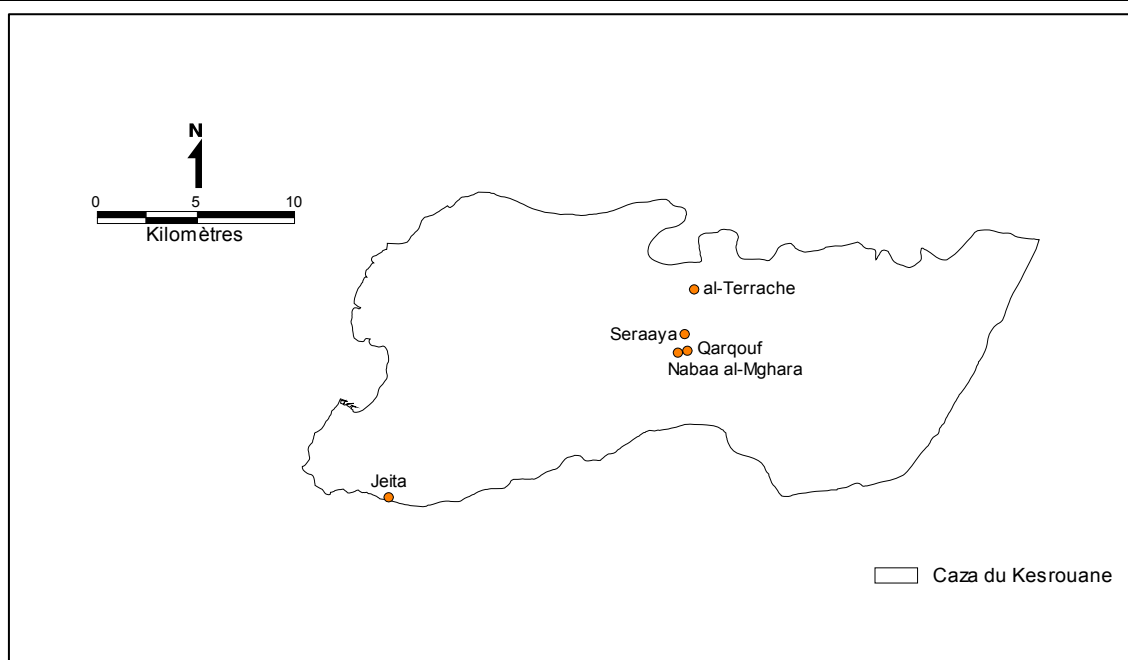 N
0 5 10
Kilomètres
al-Terrache
Seraaya
Qarqouf
Nabaa al-Mghara
Jeita
Caza du Kesrouane